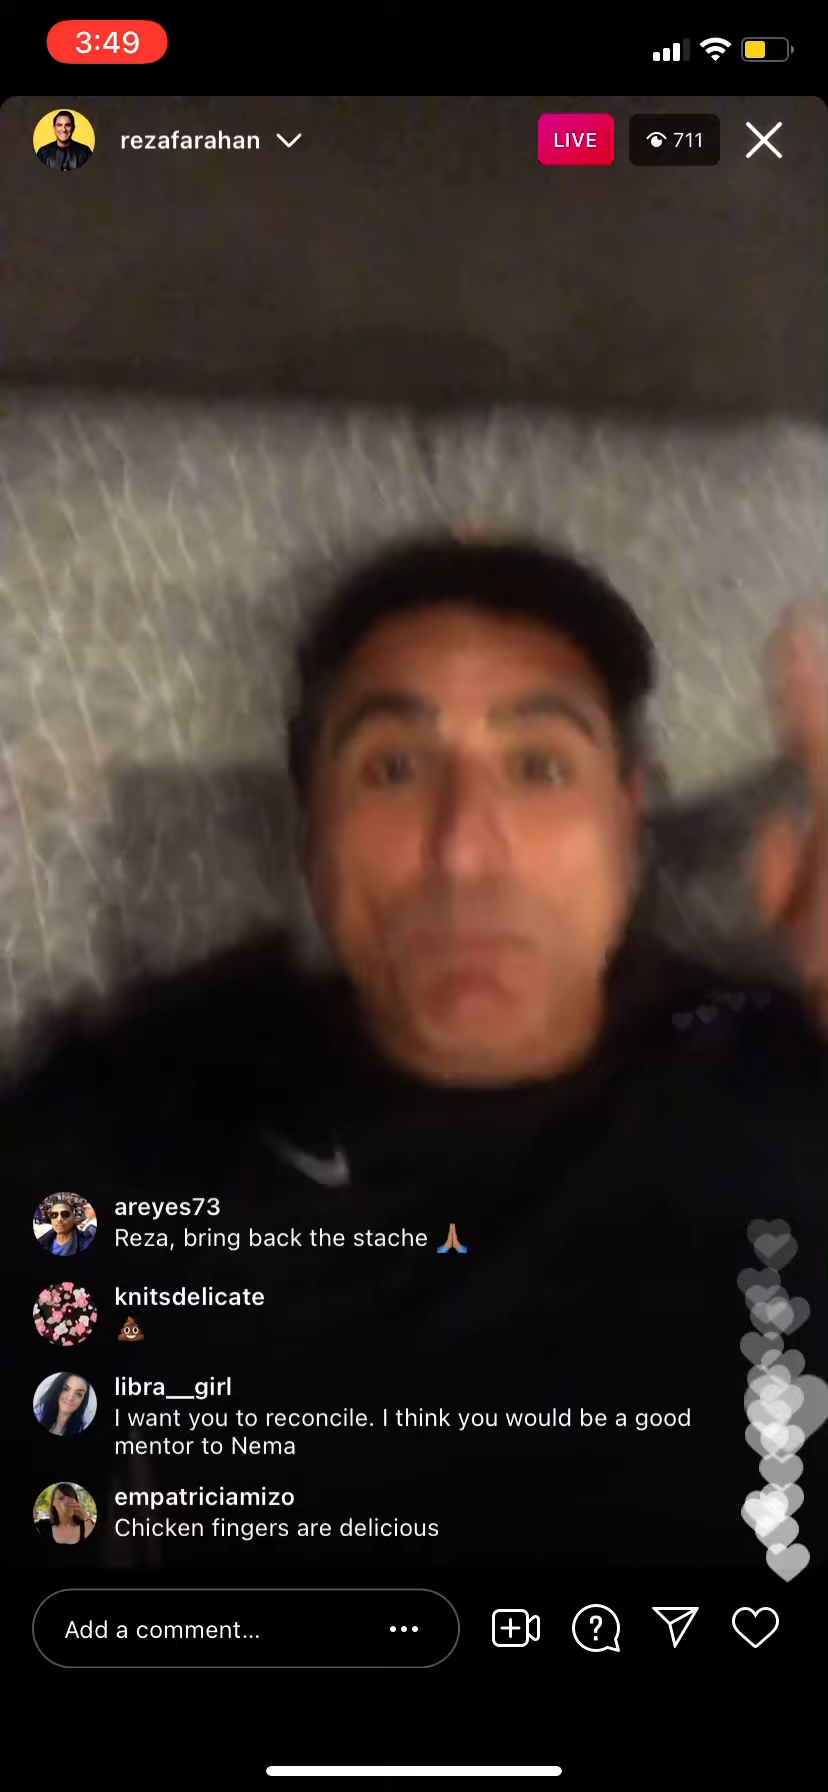 3:49
rezafarahan
LIVE
711
areyes73
Reza, bring back the stache 🙏🏽
knitsdelicate
💩
libra__girl
I want you to reconcile. I think you would be a good
mentor to Nema
empatriciamizo
Chicken fingers are delicious
Add a comment...